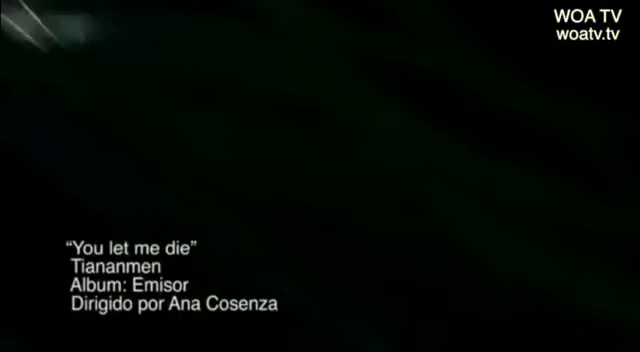 WOA TV
woatv.tv
“You let me die”
Tiananmen
Album: Emisor
Dirigido por Ana Cosenza